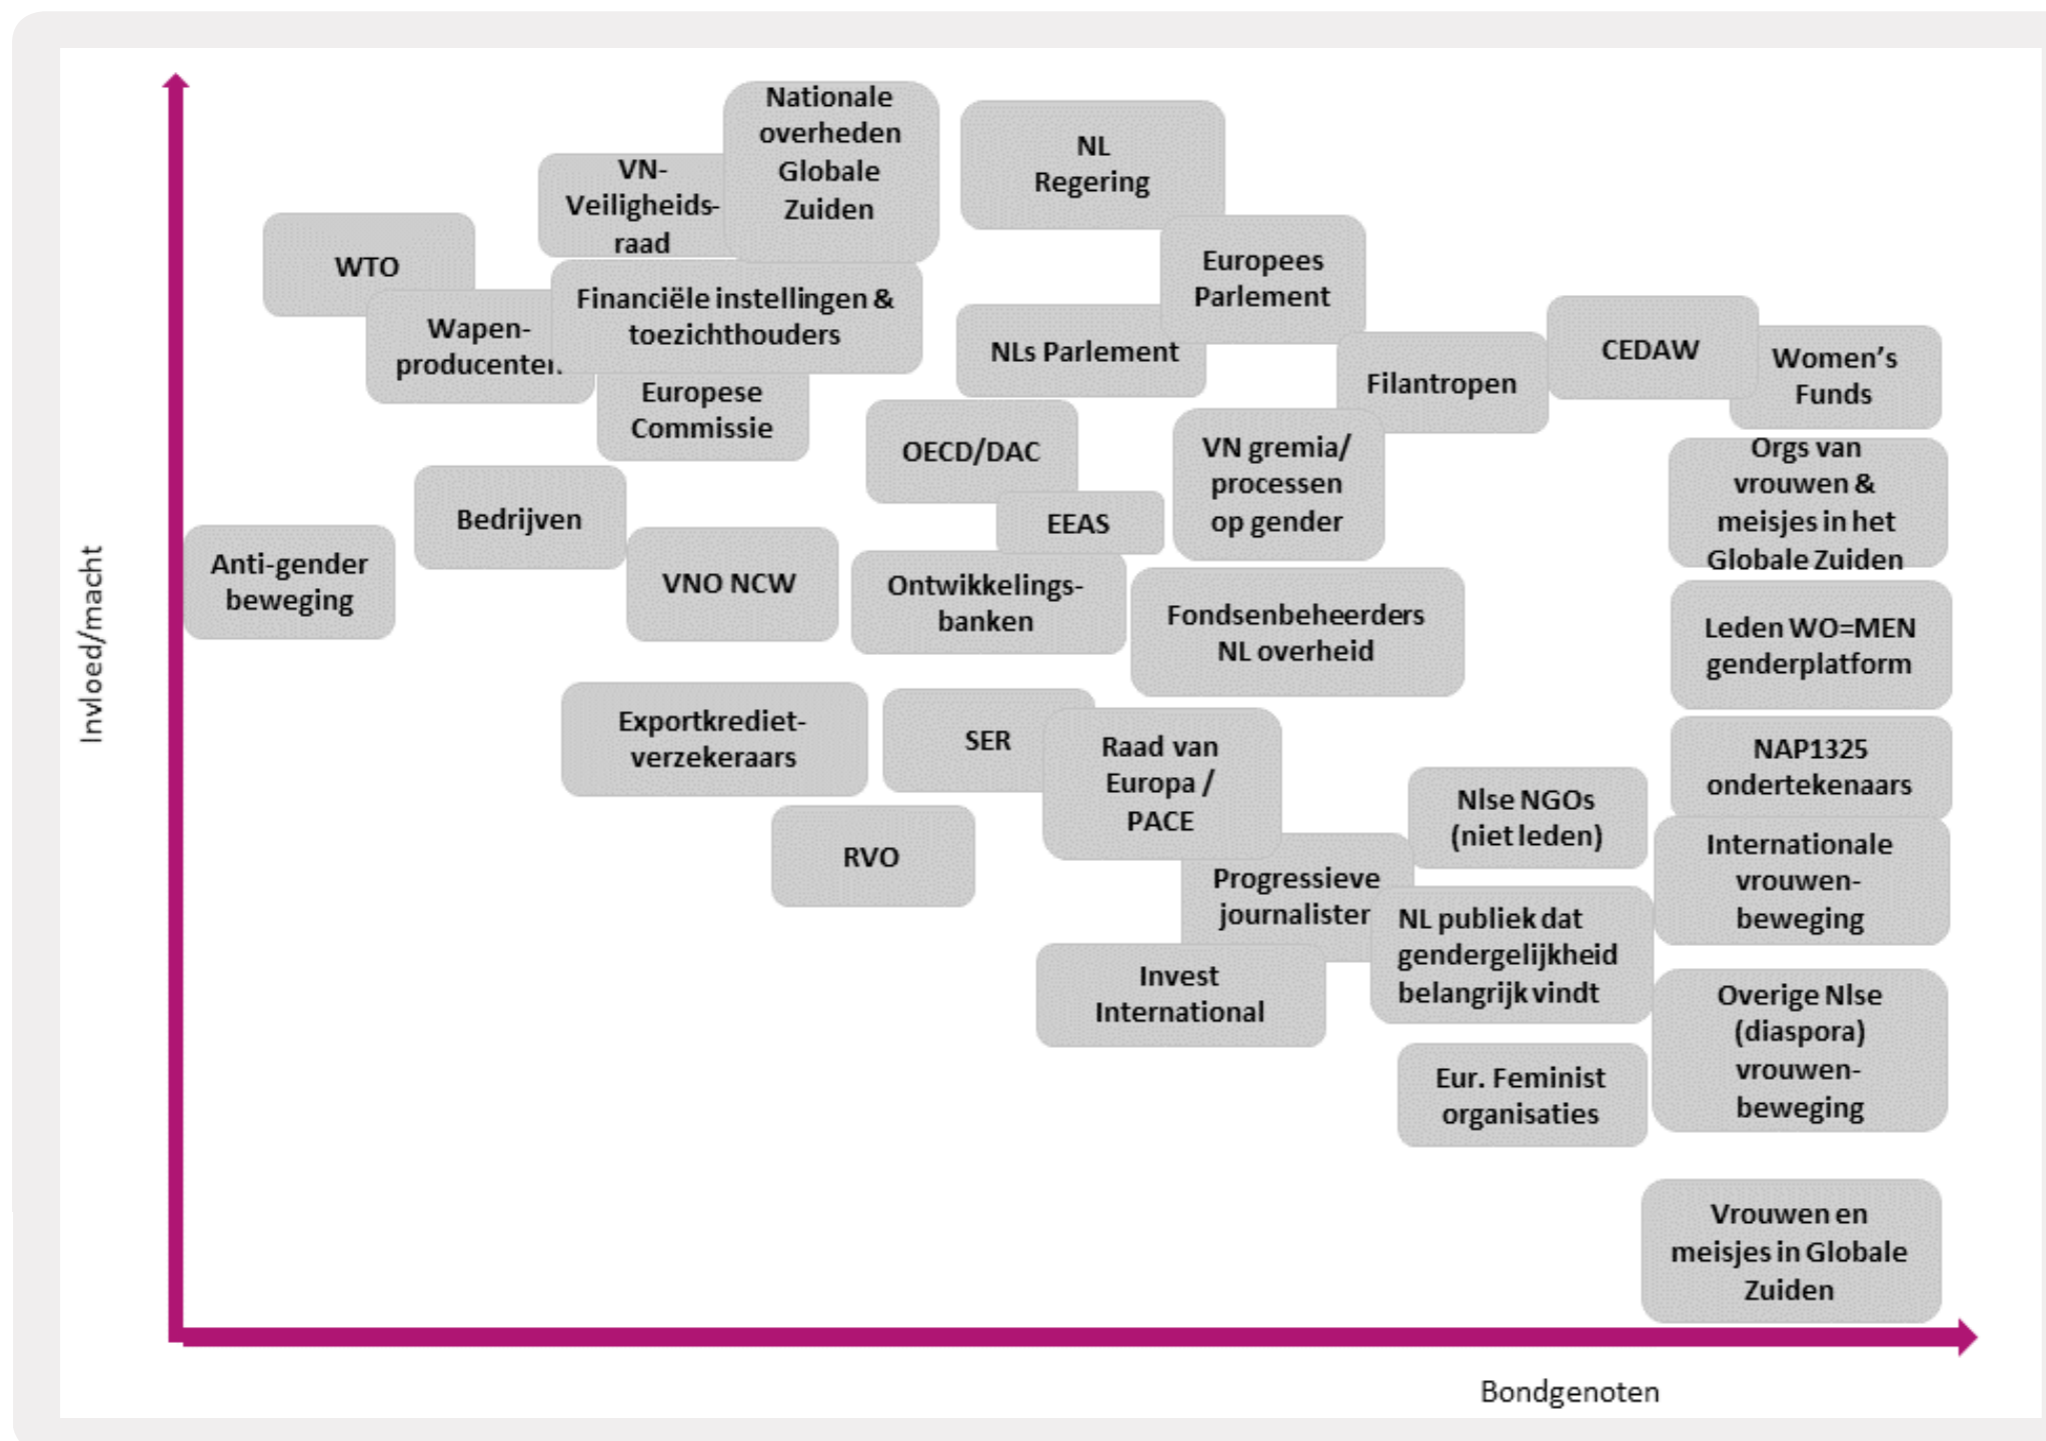 Nationale
overheden
Globale
Zuiden
NL
Regering
VN-
Veiligheids-
raad
WTO
Europees
Parlement
Financiële instellingen &
toezichthouders
Wapen-
producenten
NLs Parlement
CEDAW
Women's
Funds
Filantropen
Europese
Commissie
OECD/DAC
VN gremia/
processen
op gender
Orgs van
vrouwen &
meisjes in het
Globale Zuiden
Bedrijven
EEAS
Anti-gender
beweging
VNO NCW
Ontwikkelings-
banken
Fondsenbeheerders
NL overheid
Leden WO=MEN
genderplatform
Invloed/macht
Exportkrediet-
verzekeraars
SER
Raad van
Europa /
PACE
NAP1325
ondertekenaars
Nlse NGOs
(niet leden)
RVO
Internationale
vrouwen-
beweging
Progressieve
journalisten
NL publiek dat
gendergelijkheid
belangrijk vindt
Invest
International
Overige Nlse
(diaspora)
vrouwen-
beweging
Eur. Feminist
organisaties
Vrouwen en
meisjes in Globale
Zuiden
Bondgenoten